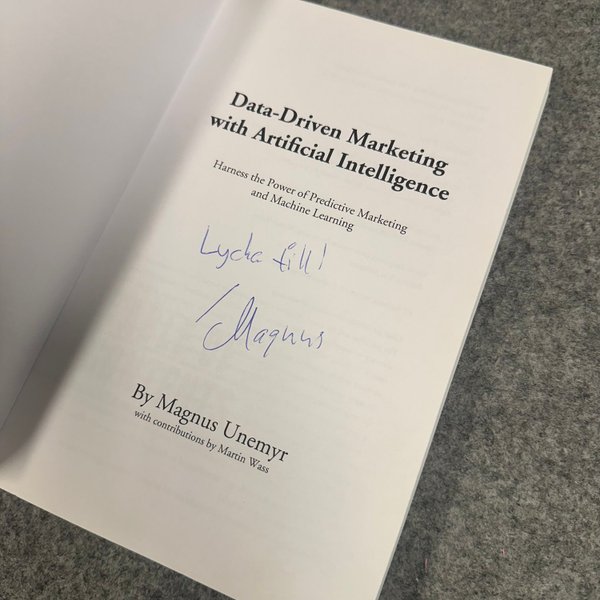 Data-Driven Marketing
with Artificial Intelligence
Harness the Power of Predictive Marketing
and Machine Learning
Lycka till!
/Magnus
By Magnus Unemyr
with contributions by Martin Wass